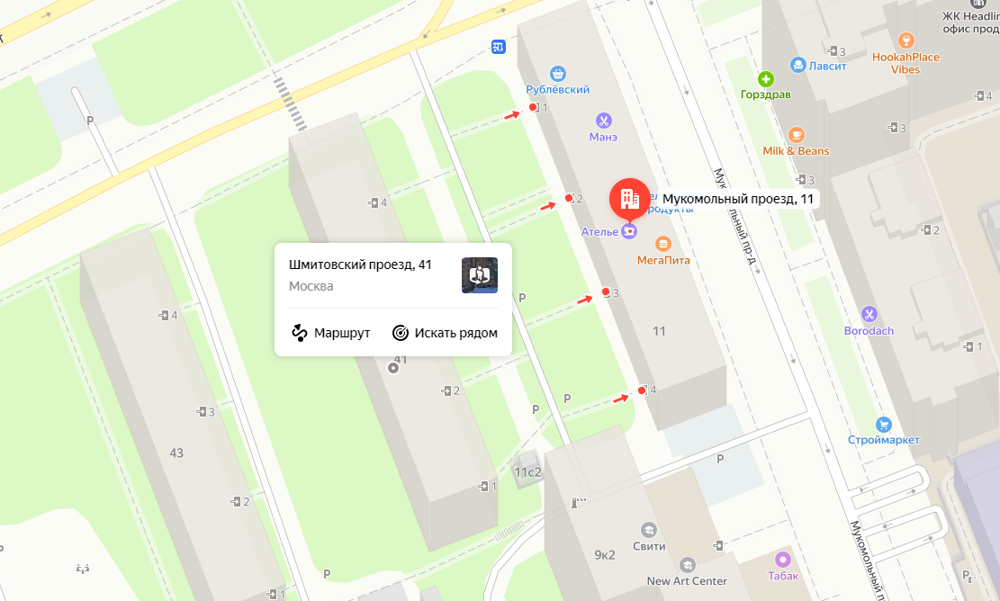 ЖК Headlin
офис прод
3
HookahPlace
Vibes
Лавсит
Рублёвский
Горздрав
4
P
1
3
Манэ
Milk & Beans
3
4
2
Мукомольный проезд, 11
Мукомольный пр-д
Ателье
2
МегаПита
Шмитовский проезд, 41
Москва
P
3
4
Маршрут
Искать рядом
11
Borodach
1
41
2
4
P
P
3
Строймаркет
43
P
11с2
1
2
9к2
Свити
New Art Center
Табак
Мукомольный п
P
P
1